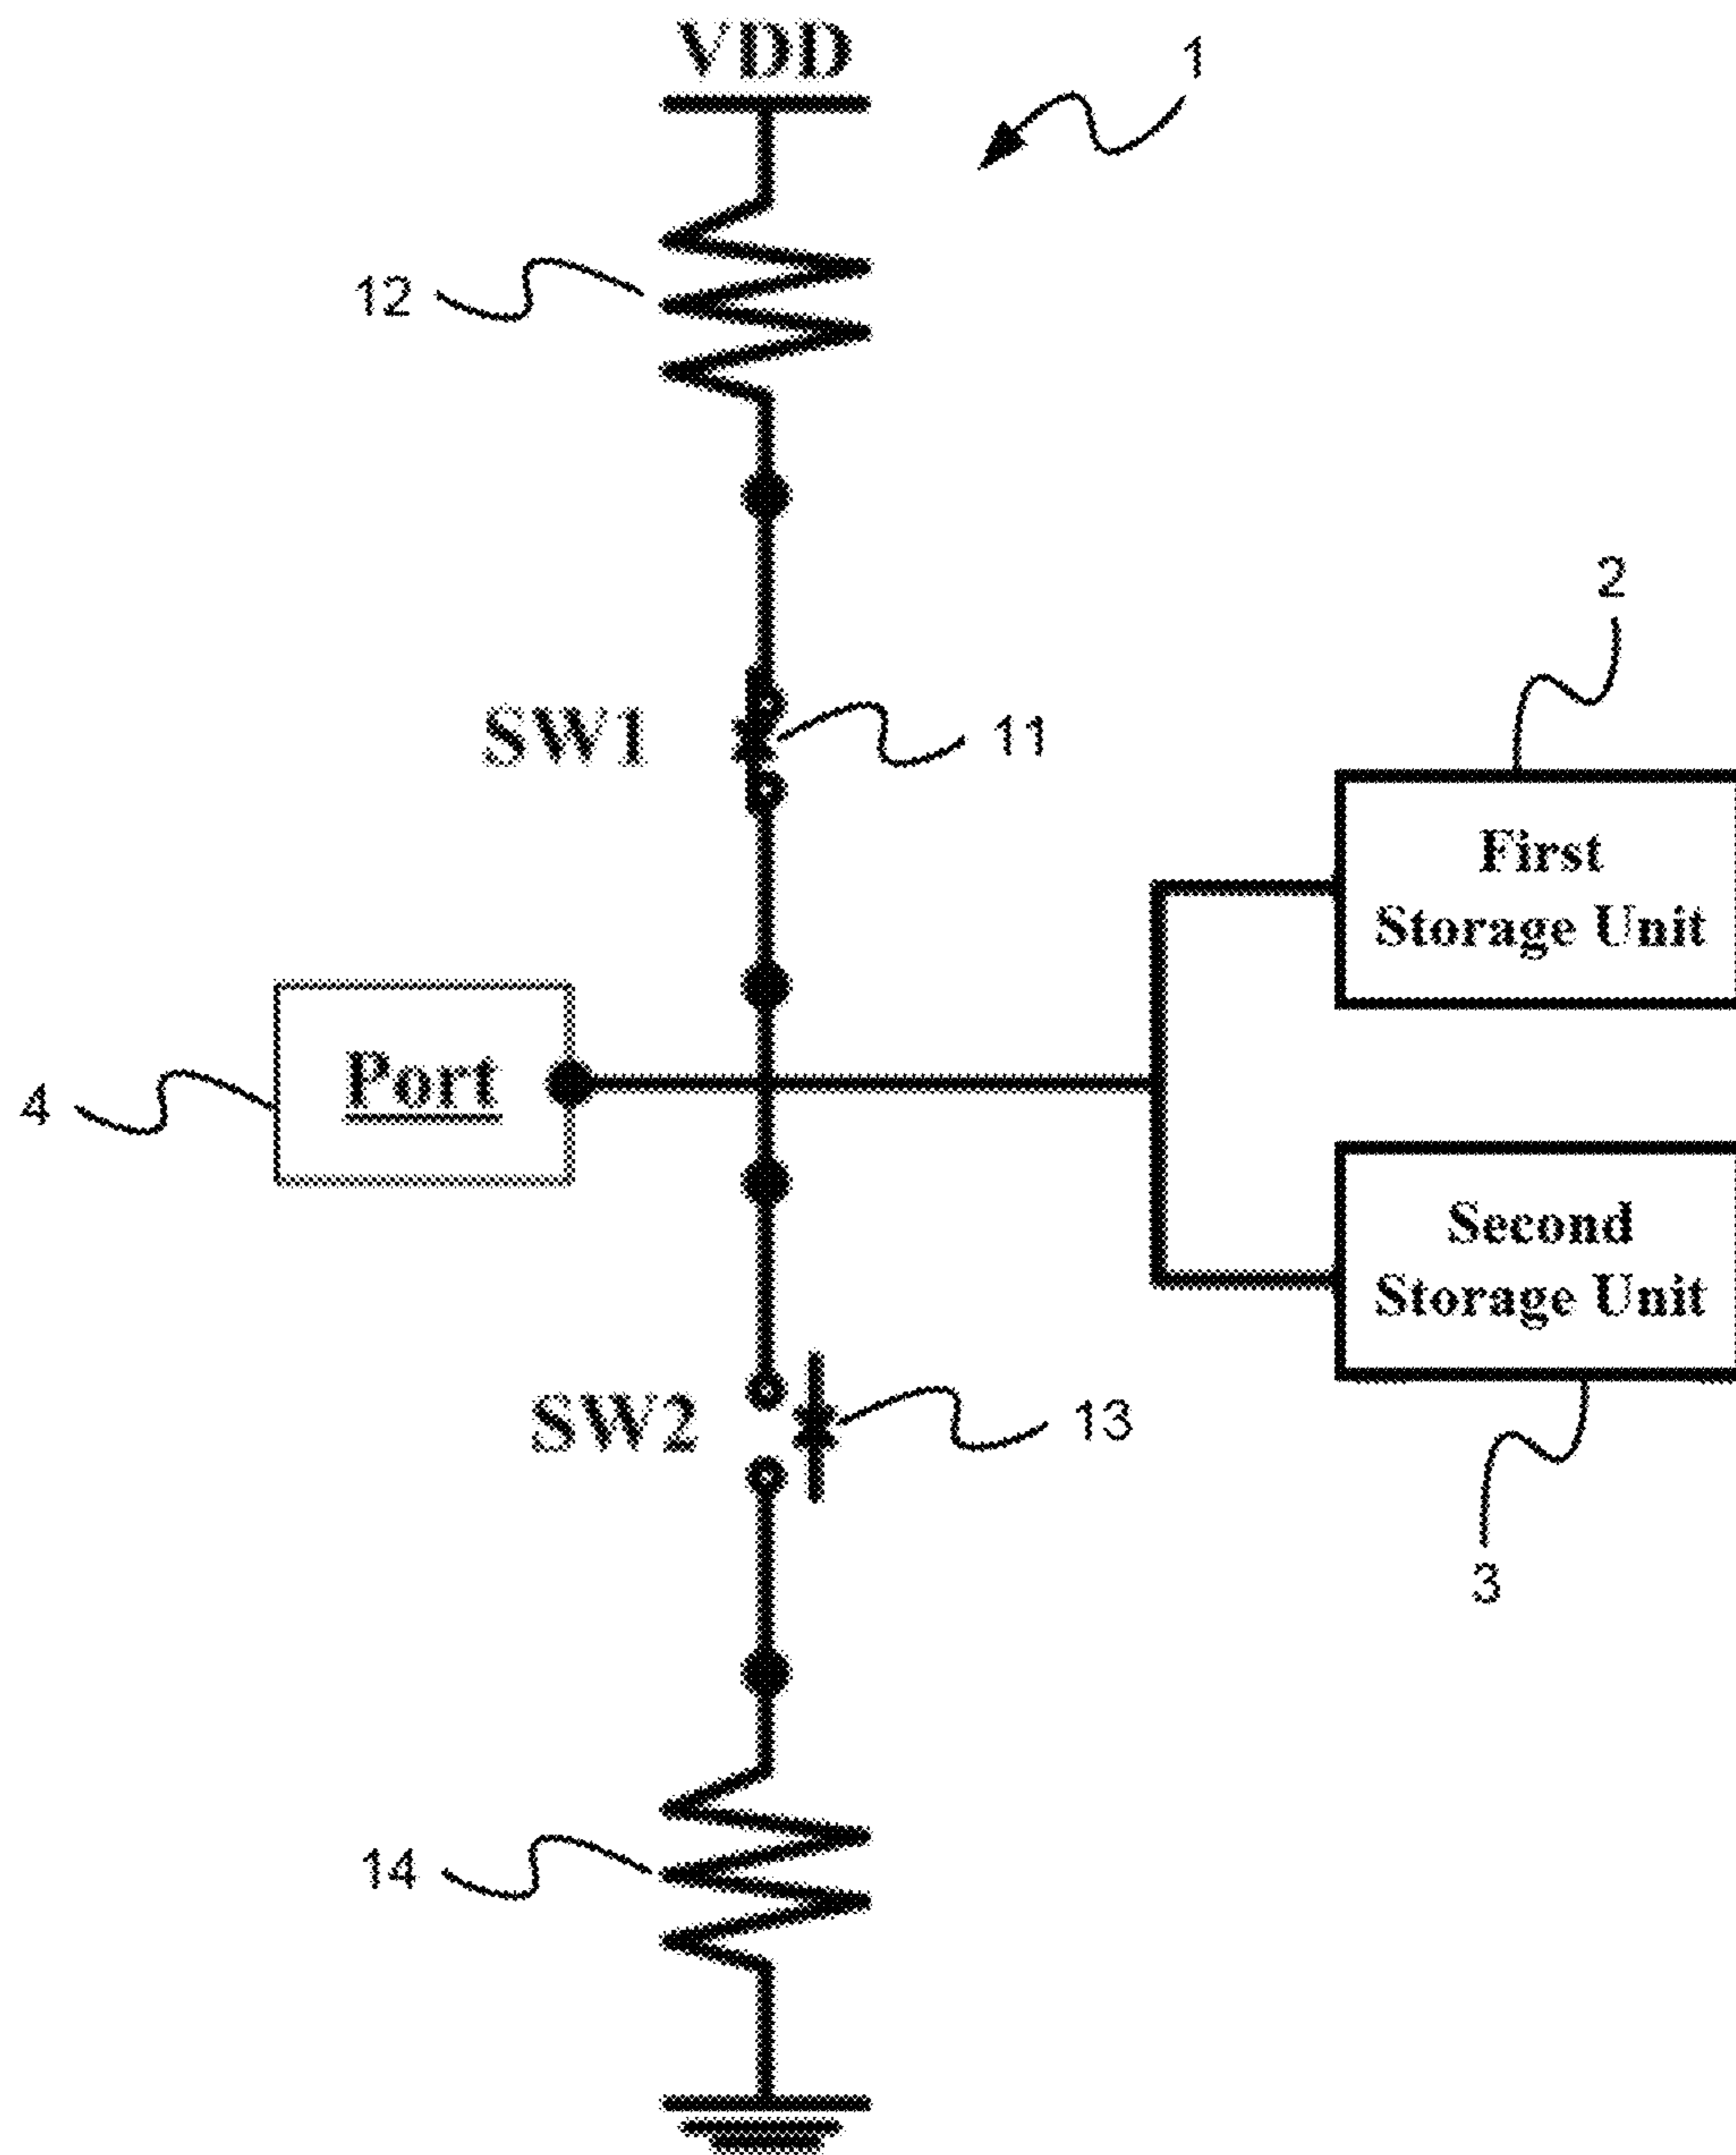 VDD
1
12
2
SW1
11
First
Storage Unit
Port
4
Second
Storage Unit
SW2
13
3
14